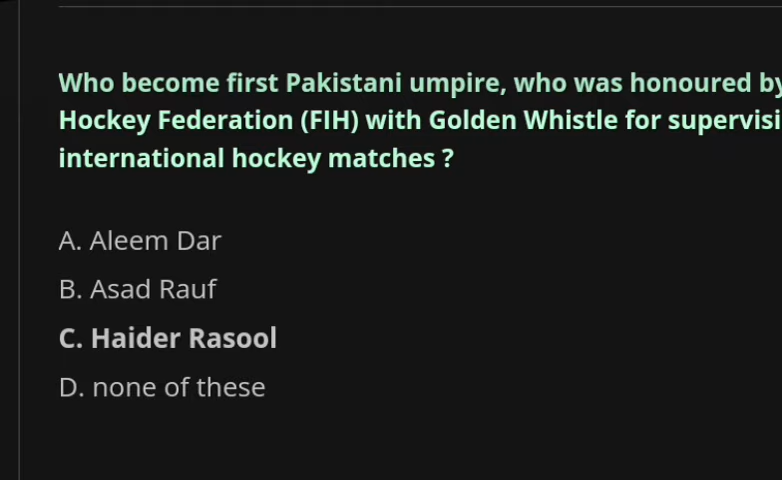 Who become first Pakistani umpire, who was honoured by
Hockey Federation (FIH) with Golden Whistle for supervisi
international hockey matches ?
A. Aleem Dar
B. Asad Rauf
C. Haider Rasool
D. none of these